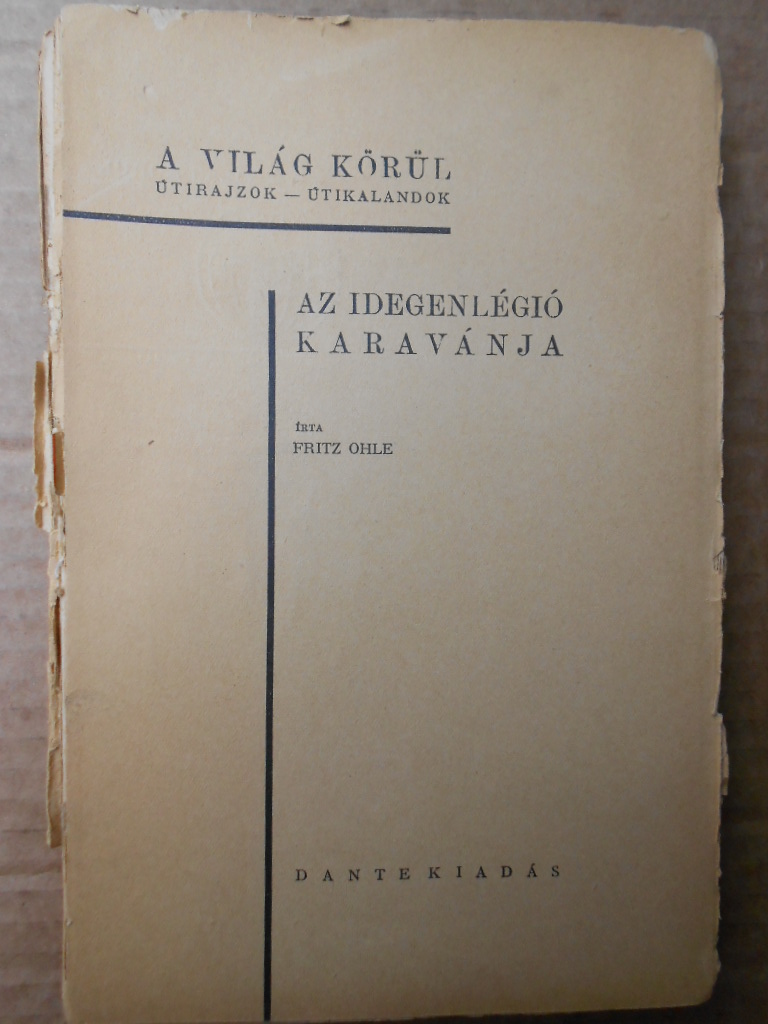 A VILÁG KÖRÜL
ÚTIRAJZOK — ÚTIKALANDOK
AZ IDEGENLÉGIÓ
KARAVÁNJA
ÍRTA
FRITZ OHLE
DANTE KIADÁS